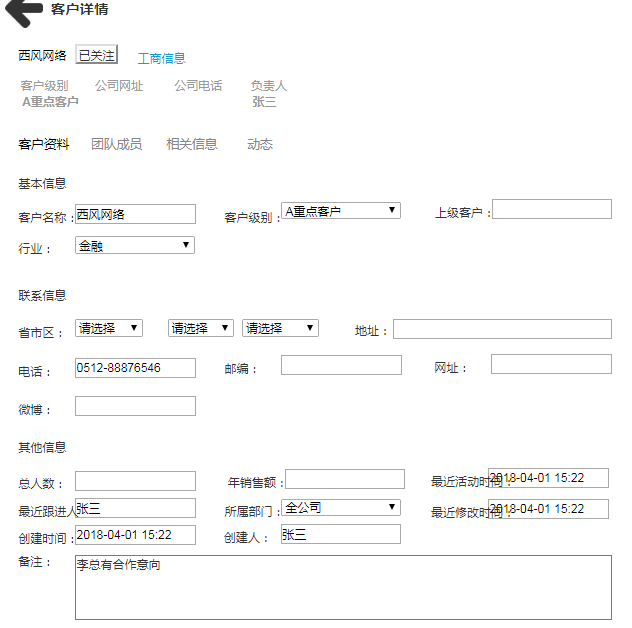 客户详情
西风网络 已关注 工商信息
客户级别 公司网址 公司电话 负责人
A重点客户 张三
客户资料 团队成员 相关信息 动态
基本信息
客户名称：西风网络 客户级别：A重点客户 上级客户：
行业： 金融
联系信息
省市区： 请选择 请选择 请选择 地址：
电话： 0512-88876546 邮编： 网址：
微博：
其他信息
总人数： 年销售额： 最近活动时间：2018-04-01 15:22
最近跟进人 张三 所属部门：全公司 最近修改时间：2018-04-01 15:22
创建时间：2018-04-01 15:22 创建人： 张三
备注： 李总有合作意向